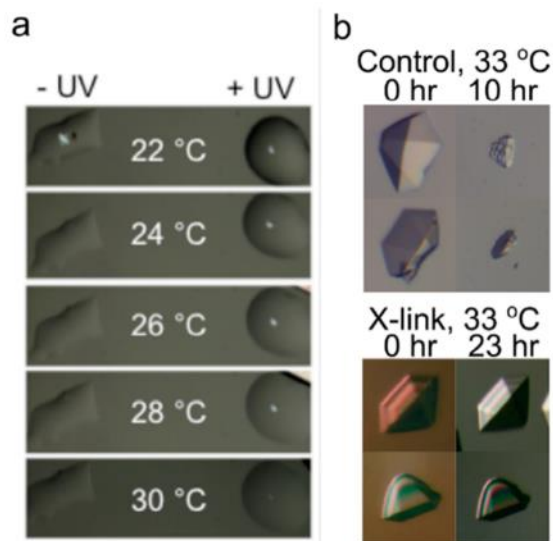 a
- UV + UV
22 °C
24 °C
26 °C
28 °C
30 °C
b
Control, 33 °C
0 hr 10 hr
X-link, 33 °C
0 hr 23 hr